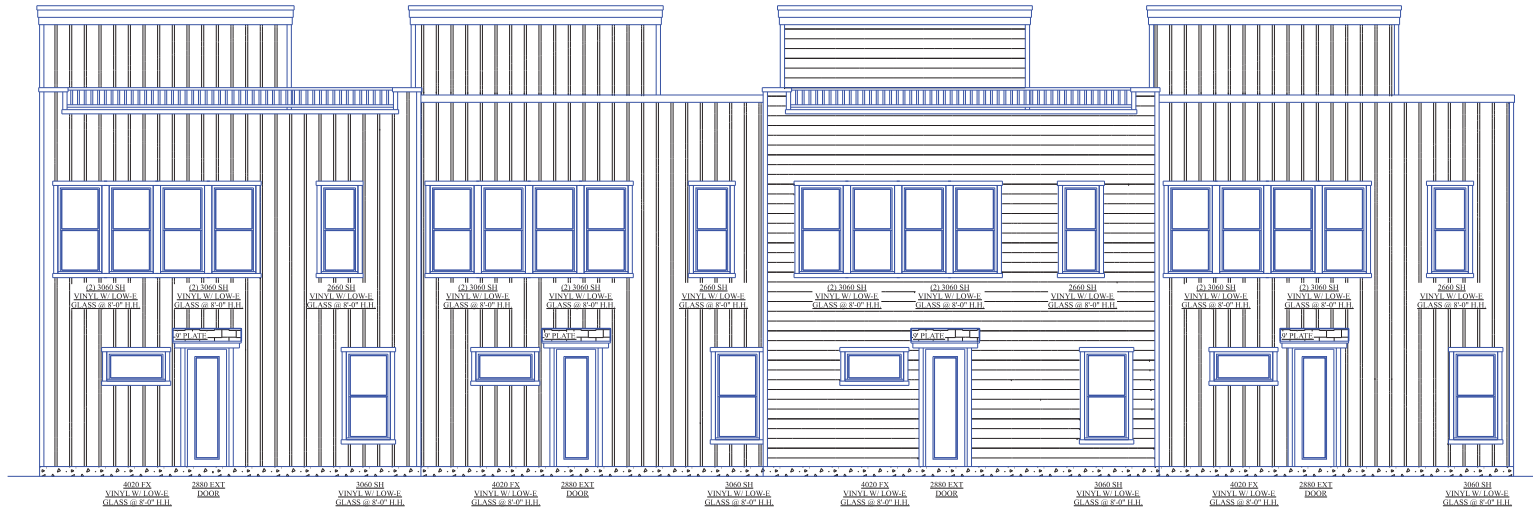 (2) 3060 SH
VINYL W/ LOW-E
GLASS @ 8'-0" H.H.
(2) 3060 SH
VINYL W/ LOW-E
GLASS @ 8'-0" H.H.
2660 SH
VINYL W/ LOW-E
GLASS @ 8'-0" H.H.
(2) 3060 SH
VINYL W/ LOW-E
GLASS @ 8'-0" H.H.
(2) 3060 SH
VINYL W/ LOW-E
GLASS @ 8'-0" H.H.
2660 SH
VINYL W/ LOW-E
GLASS @ 8'-0" H.H.
(2) 3060 SH
VINYL W/ LOW-E
GLASS @ 8'-0" H.H.
(2) 3060 SH
VINYL W/ LOW-E
GLASS @ 8'-0" H.H.
2660 SH
VINYL W/ LOW-E
GLASS @ 8'-0" H.H.
(2) 3060 SH
VINYL W/ LOW-E
GLASS @ 8'-0" H.H.
(2) 3060 SH
VINYL W/ LOW-E
GLASS @ 8'-0" H.H.
2660 SH
VINYL W/ LOW-E
GLASS @ 8'-0" H.H.
9' PLATE
9' PLATE
9' PLATE
9' PLATE
4020 FX
VINYL W/ LOW-E
GLASS @ 8'-0" H.H.
2880 EXT
DOOR
3060 SH
VINYL W/ LOW-E
GLASS @ 8'-0" H.H.
4020 FX
VINYL W/ LOW-E
GLASS @ 8'-0" H.H.
2880 EXT
DOOR
3060 SH
VINYL W/ LOW-E
GLASS @ 8'-0" H.H.
4020 FX
VINYL W/ LOW-E
GLASS @ 8'-0" H.H.
2880 EXT
DOOR
3060 SH
VINYL W/ LOW-E
GLASS @ 8'-0" H.H.
4020 FX
VINYL W/ LOW-E
GLASS @ 8'-0" H.H.
2880 EXT
DOOR
3060 SH
VINYL W/ LOW-E
GLASS @ 8'-0" H.H.